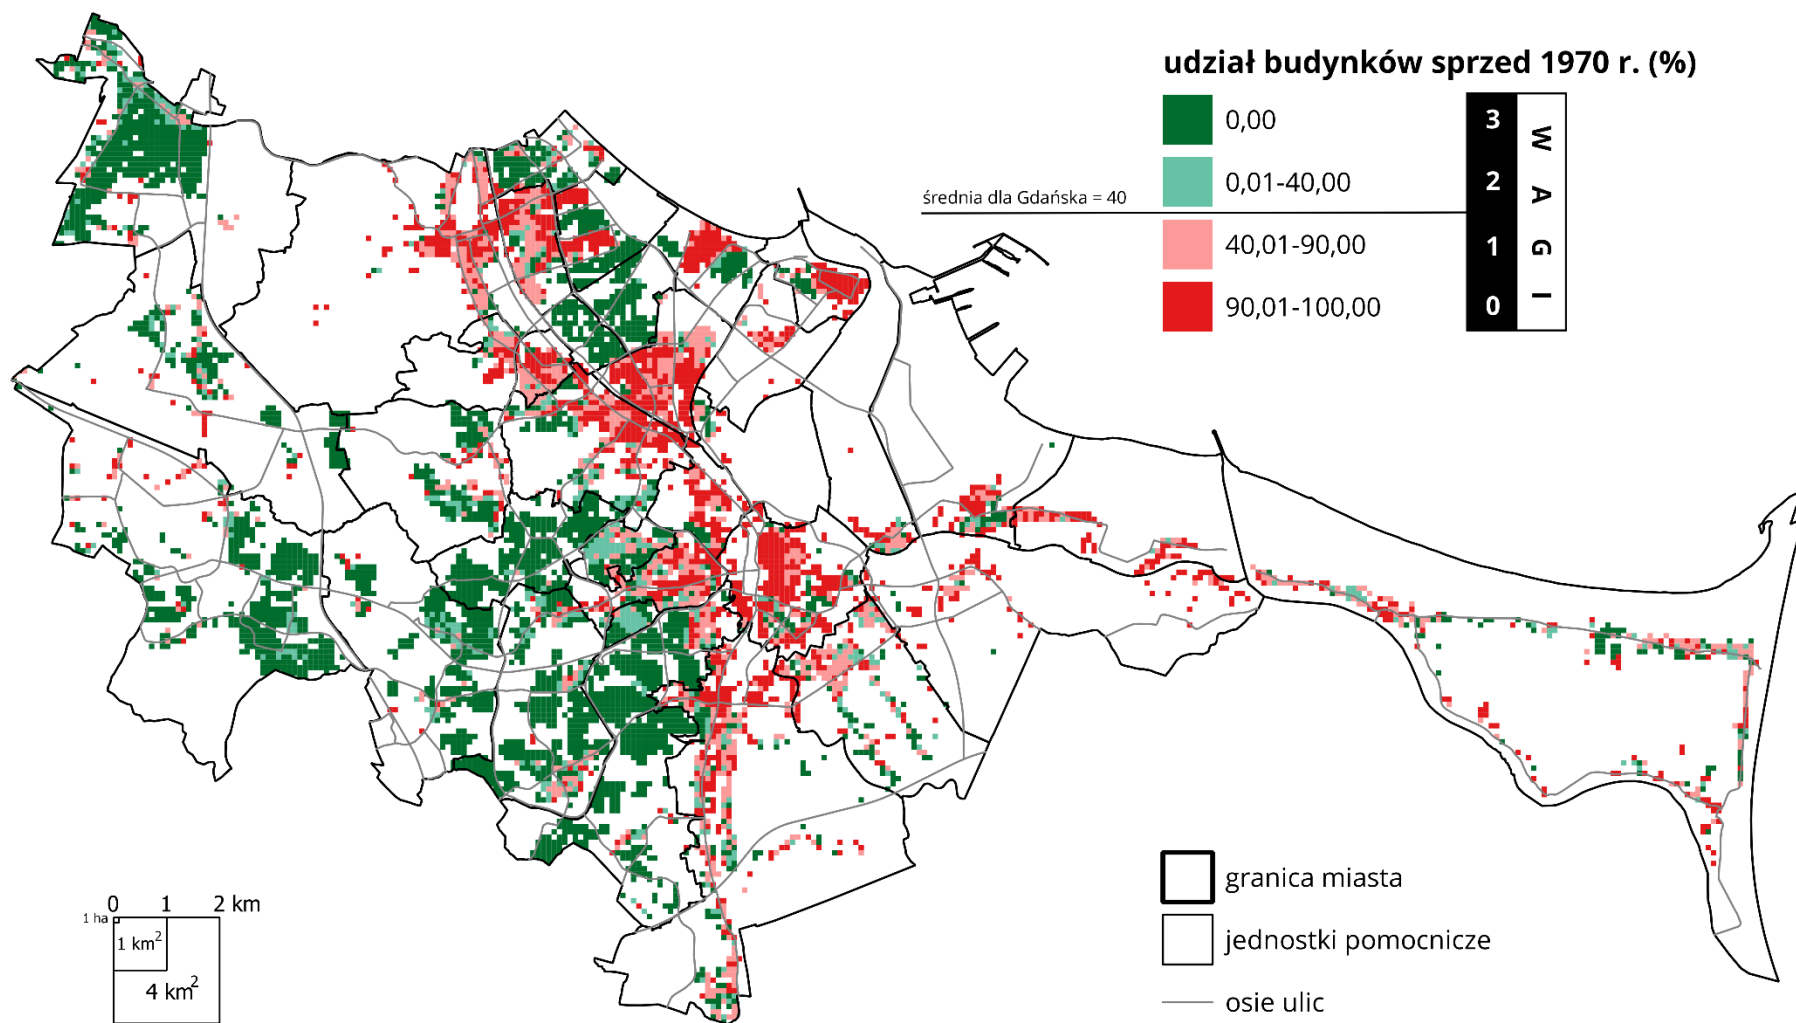 udział budynków sprzed 1970 r. (%)
0,00
0,01-40,00
40,01-90,00
90,01-100,00
3
2
1
0
WAGI
średnia dla Gdańska = 40
granica miasta
jednostki pomocnicze
osie ulic
0 1 2 km
1 ha
1 km²
4 km²